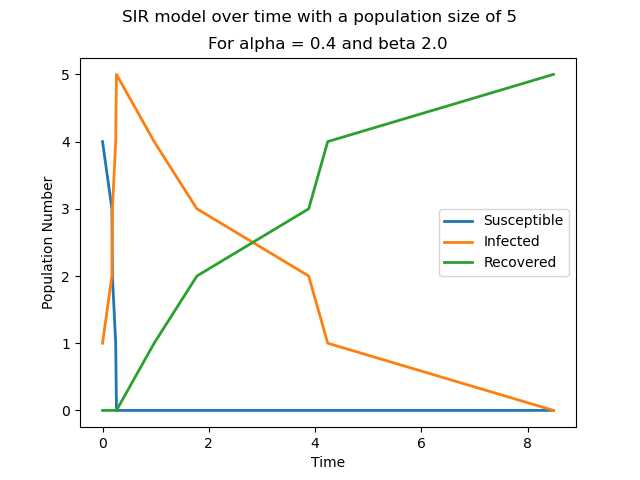 SIR model over time with a population size of 5
For alpha = 0.4 and beta 2.0
5
4
3
2
1
0
Population Number
Susceptible
Infected
Recovered
0
2
4
6
8
Time